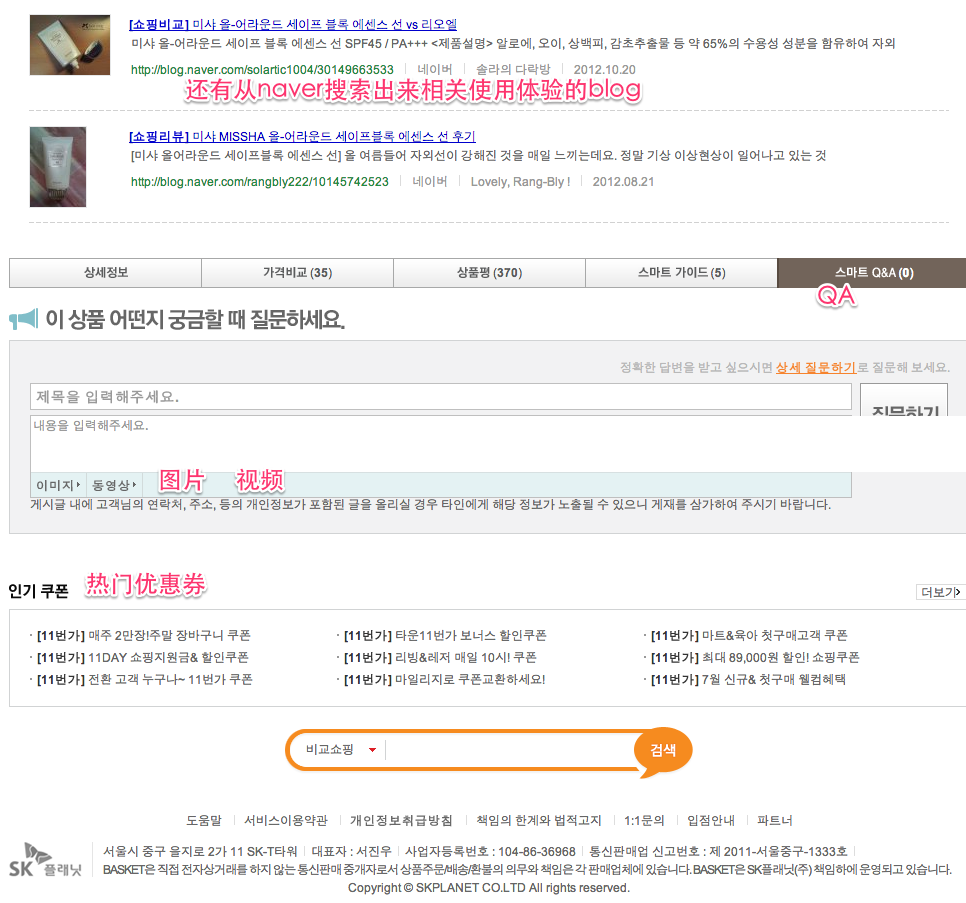 [쇼핑비교] 미샤 올-어라운드 세이프 블록 에센스 선 vs 리오엘
미샤 올-어라운드 세이프 블록 에센스 선 SPF45 / PA+++ <제품설명> 알로에, 오이, 상백피, 감초추출물 등 약 65%의 수용성 성분을 함유하여 자외
http://blog.naver.com/solartic1004/30149663533 네이버 솔라의 다락방 2012.10.20
还有从naver搜索出来相关使用体验的blog
[쇼핑리뷰] 미샤 MISSHA 올-어라운드 세이프블록 에센스 선 후기
[미샤 올어라운드 세이프블록 에센스 선] 올 여름들어 자외선이 강해진 것을 매일 느끼는데요. 정말 기상 이상현상이 일어나고 있는 것
http://blog.naver.com/rangbly222/10145742523 네이버 Lovely, Rang-Bly ! 2012.08.21
상세정보 가격비교 (35) 상품평 (370) 스마트 가이드 (5) 스마트 Q&A (0)
QA
이 상품 어떤지 궁금할 때 질문하세요.
정확한 답변을 받고 싶으시면 상세 질문하기로 질문해 보세요.
제목을 입력해주세요. 질문하기
내용을 입력해주세요.
이미지 동영상 图片 视频
게시글 내에 고객님의 연락처, 주소, 등의 개인정보가 포함된 글을 올리실 경우 타인에게 해당 정보가 노출될 수 있으니 게재를 삼가하여 주시기 바랍니다.
인기 쿠폰 热门优惠券 더보기
· [11번가] 매주 2만장!주말 장바구니 쿠폰 · [11번가] 타운11번가 보너스 할인쿠폰 · [11번가] 마트&육아 첫구매고객 쿠폰
· [11번가] 11DAY 쇼핑지원금& 할인쿠폰 · [11번가] 리빙&레저 매일 10시! 쿠폰 · [11번가] 최대 89,000원 할인! 쇼핑쿠폰
· [11번가] 전환 고객 누구나~ 11번가 쿠폰 · [11번가] 마일리지로 쿠폰교환하세요! · [11번가] 7월 신규& 첫구매 웰컴혜택
비교쇼핑 검색
도움말 서비스이용약관 개인정보취급방침 책임의 한계와 법적고지 1:1문의 입점안내 파트너
SK플래닛
서울시 중구 을지로 2가 11 SK-T타워 대표자 : 서진우 사업자등록번호 : 104-86-36968 통신판매업 신고번호 : 제 2011-서울중구-1333호
BASKET은 직접 전자상거래를 하지 않는 통신판매 중개자로서 상품주문/배송/환불의 의무와 책임은 각 판매업체에 있습니다. BASKET은 SK플래닛(주) 책임하에 운영되고 있습니다.
Copyright © SKPLANET CO.LTD All rights reserved.